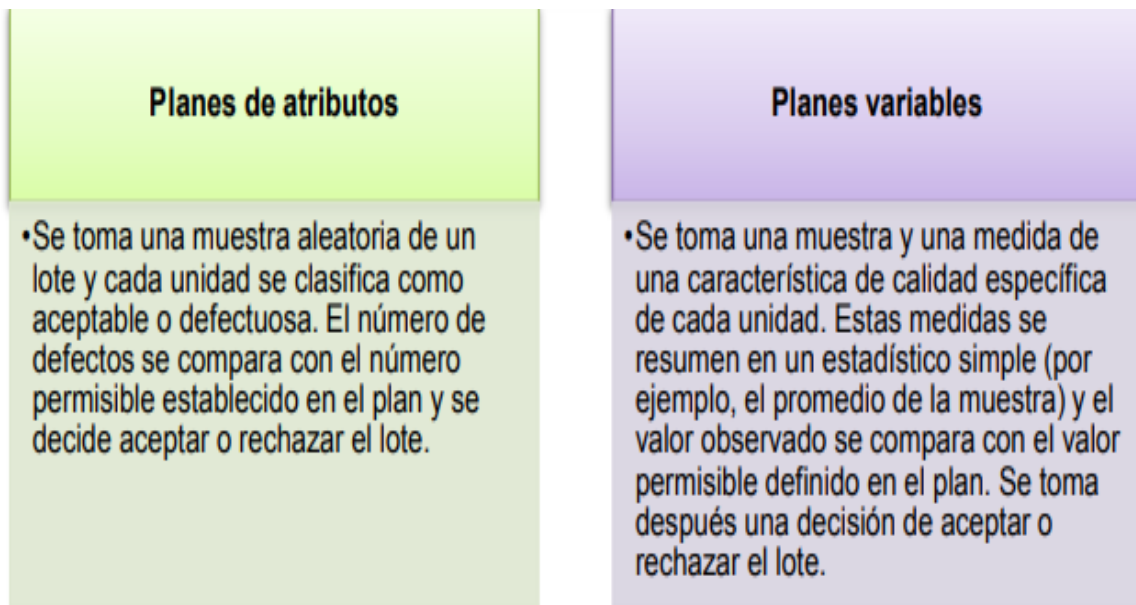 Planes de atributos
•Se toma una muestra aleatoria de un
lote y cada unidad se clasifica como
aceptable o defectuosa. El número de
defectos se compara con el número
permisible establecido en el plan y se
decide aceptar o rechazar el lote.
Planes variables
•Se toma una muestra y una medida de
una característica de calidad específica
de cada unidad. Estas medidas se
resumen en un estadístico simple (por
ejemplo, el promedio de la muestra) y el
valor observado se compara con el valor
permisible definido en el plan. Se toma
después una decisión de aceptar o
rechazar el lote.